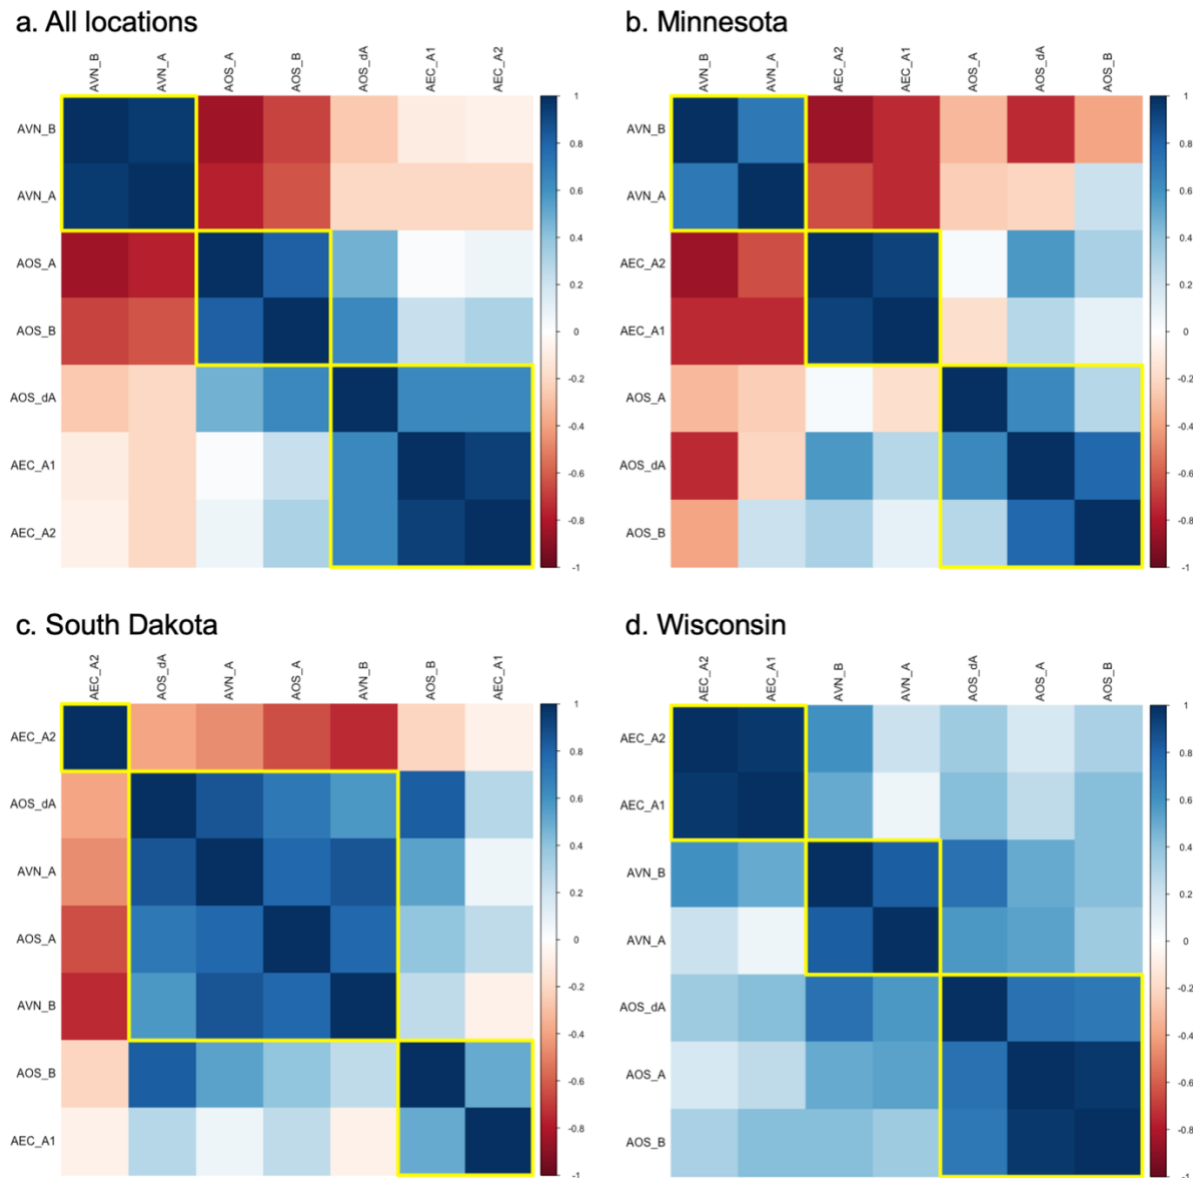 a. All locations
AVN_B AVN_A AOS_A AOS_B AOS_dA AEC_A1 AEC_A2
AVN_B
AVN_A
AOS_A
AOS_B
AOS_dA
AEC_A1
AEC_A2
1
0.8
0.6
0.4
0.2
0
-0.2
-0.4
-0.6
-0.8
-1
b. Minnesota
AVN_B AVN_A AEC_A2 AEC_A1 AOS_A AOS_dA AOS_B
AVN_B
AVN_A
AEC_A2
AEC_A1
AOS_A
AOS_dA
AOS_B
1
0.8
0.6
0.4
0.2
0
-0.2
-0.4
-0.6
-0.8
-1
c. South Dakota
AEC_A2 AOS_dA AVN_A AOS_A AVN_B AOS_B AEC_A1
AEC_A2
AOS_dA
AVN_A
AOS_A
AVN_B
AOS_B
AEC_A1
1
0.8
0.6
0.4
0.2
0
-0.2
-0.4
-0.6
-0.8
-1
d. Wisconsin
AEC_A2 AEC_A1 AVN_B AVN_A AOS_dA AOS_A AOS_B
AEC_A2
AEC_A1
AVN_B
AVN_A
AOS_dA
AOS_A
AOS_B
1
0.8
0.6
0.4
0.2
0
-0.2
-0.4
-0.6
-0.8
-1